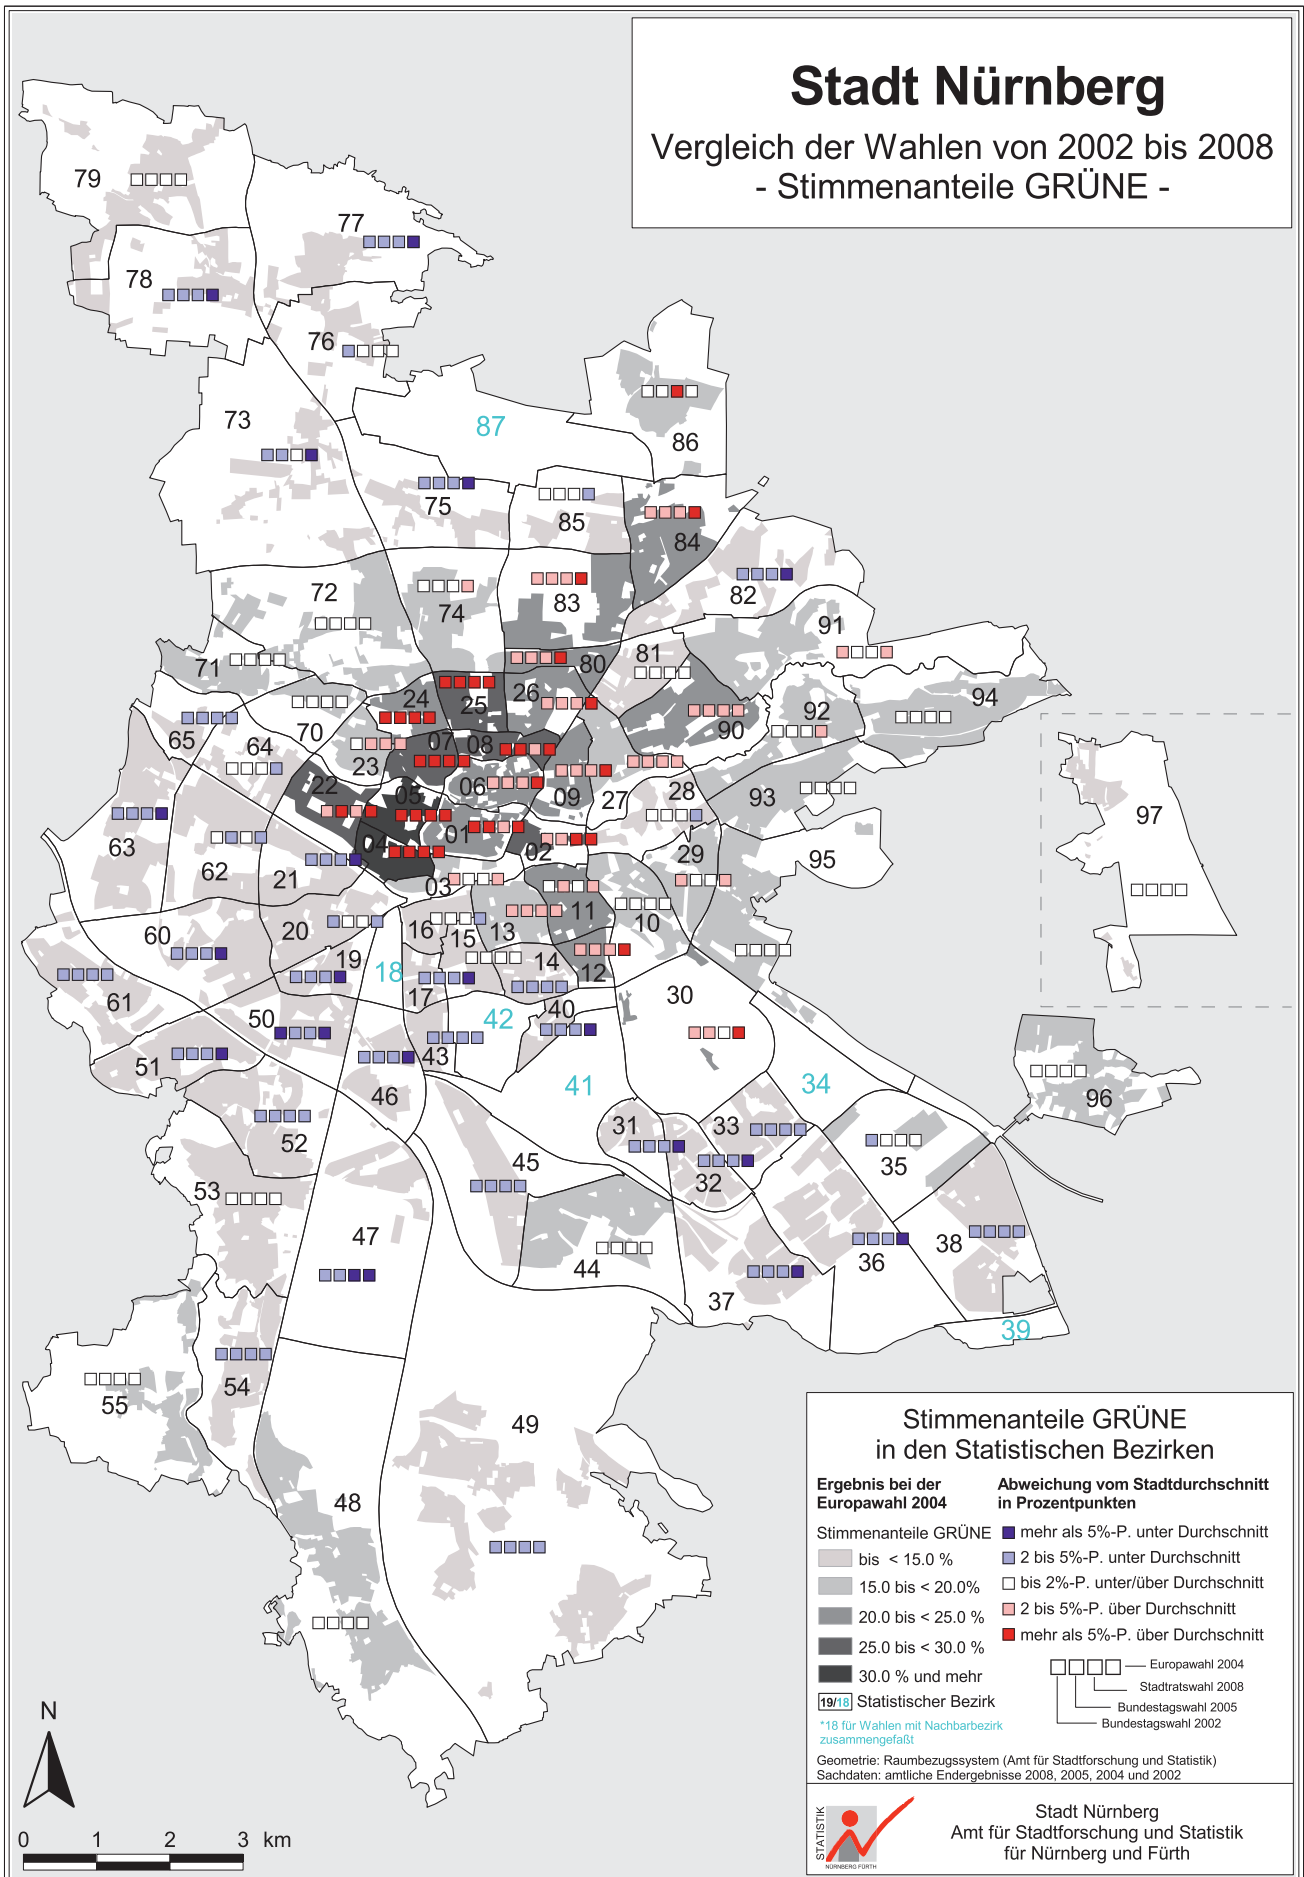 Stadt Nürnberg
Vergleich der Wahlen von 2002 bis 2008
- Stimmenanteile GRÜNE -
79
77
78
76
73
87
86
75
85
84
82
72
74
83
91
71
81
80
94
24
25
26
92
65
64
70
90
07
08
23
06
93
22
05
09
27
28
97
63
04
01
02
29
95
62
21
03
11
10
60
20
16
15
13
19
18
14
12
61
17
30
50
42
40
51
43
41
34
46
96
52
31
33
35
45
32
53
47
44
36
38
37
39
54
55
49
48
Stimmenanteile GRÜNE
in den Statistischen Bezirken
Ergebnis bei der
Europawahl 2004
Abweichung vom Stadtdurchschnitt
in Prozentpunkten
Stimmenanteile GRÜNE
bis < 15.0 %
15.0 bis < 20.0%
20.0 bis < 25.0 %
25.0 bis < 30.0 %
30.0 % und mehr
19/18 Statistischer Bezirk
*18 für Wahlen mit Nachbarbezirk
zusammengefaßt
mehr als 5%-P. unter Durchschnitt
2 bis 5%-P. unter Durchschnitt
bis 2%-P. unter/über Durchschnitt
2 bis 5%-P. über Durchschnitt
mehr als 5%-P. über Durchschnitt
Europawahl 2004
Stadtratswahl 2008
Bundestagswahl 2005
Bundestagswahl 2002
Geometrie: Raumbezugssystem (Amt für Stadtforschung und Statistik)
Sachdaten: amtliche Endergebnisse 2008, 2005, 2004 und 2002
STATISTIK
NÜRNBERG FÜRTH
Stadt Nürnberg
Amt für Stadtforschung und Statistik
für Nürnberg und Fürth
N
0 1 2 3 km